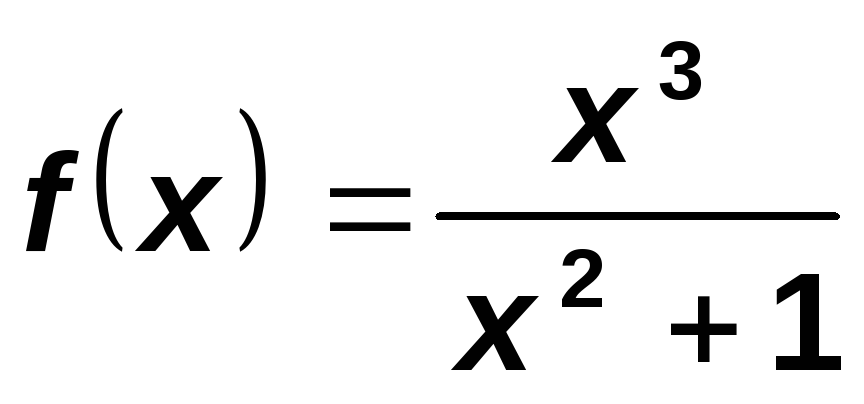 f(x) = x³ / x² + 1